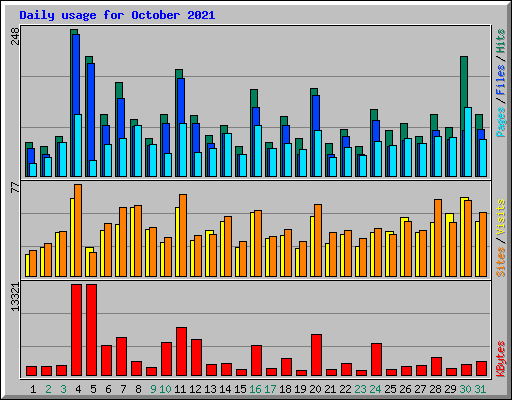 Daily usage for October 2021
248
Pages / Files / Hits
77
Sites / Visits
13321
KBytes
1 2 3 4 5 6 7 8 9 10 11 12 13 14 15 16 17 18 19 20 21 22 23 24 25 26 27 28 29 30 31